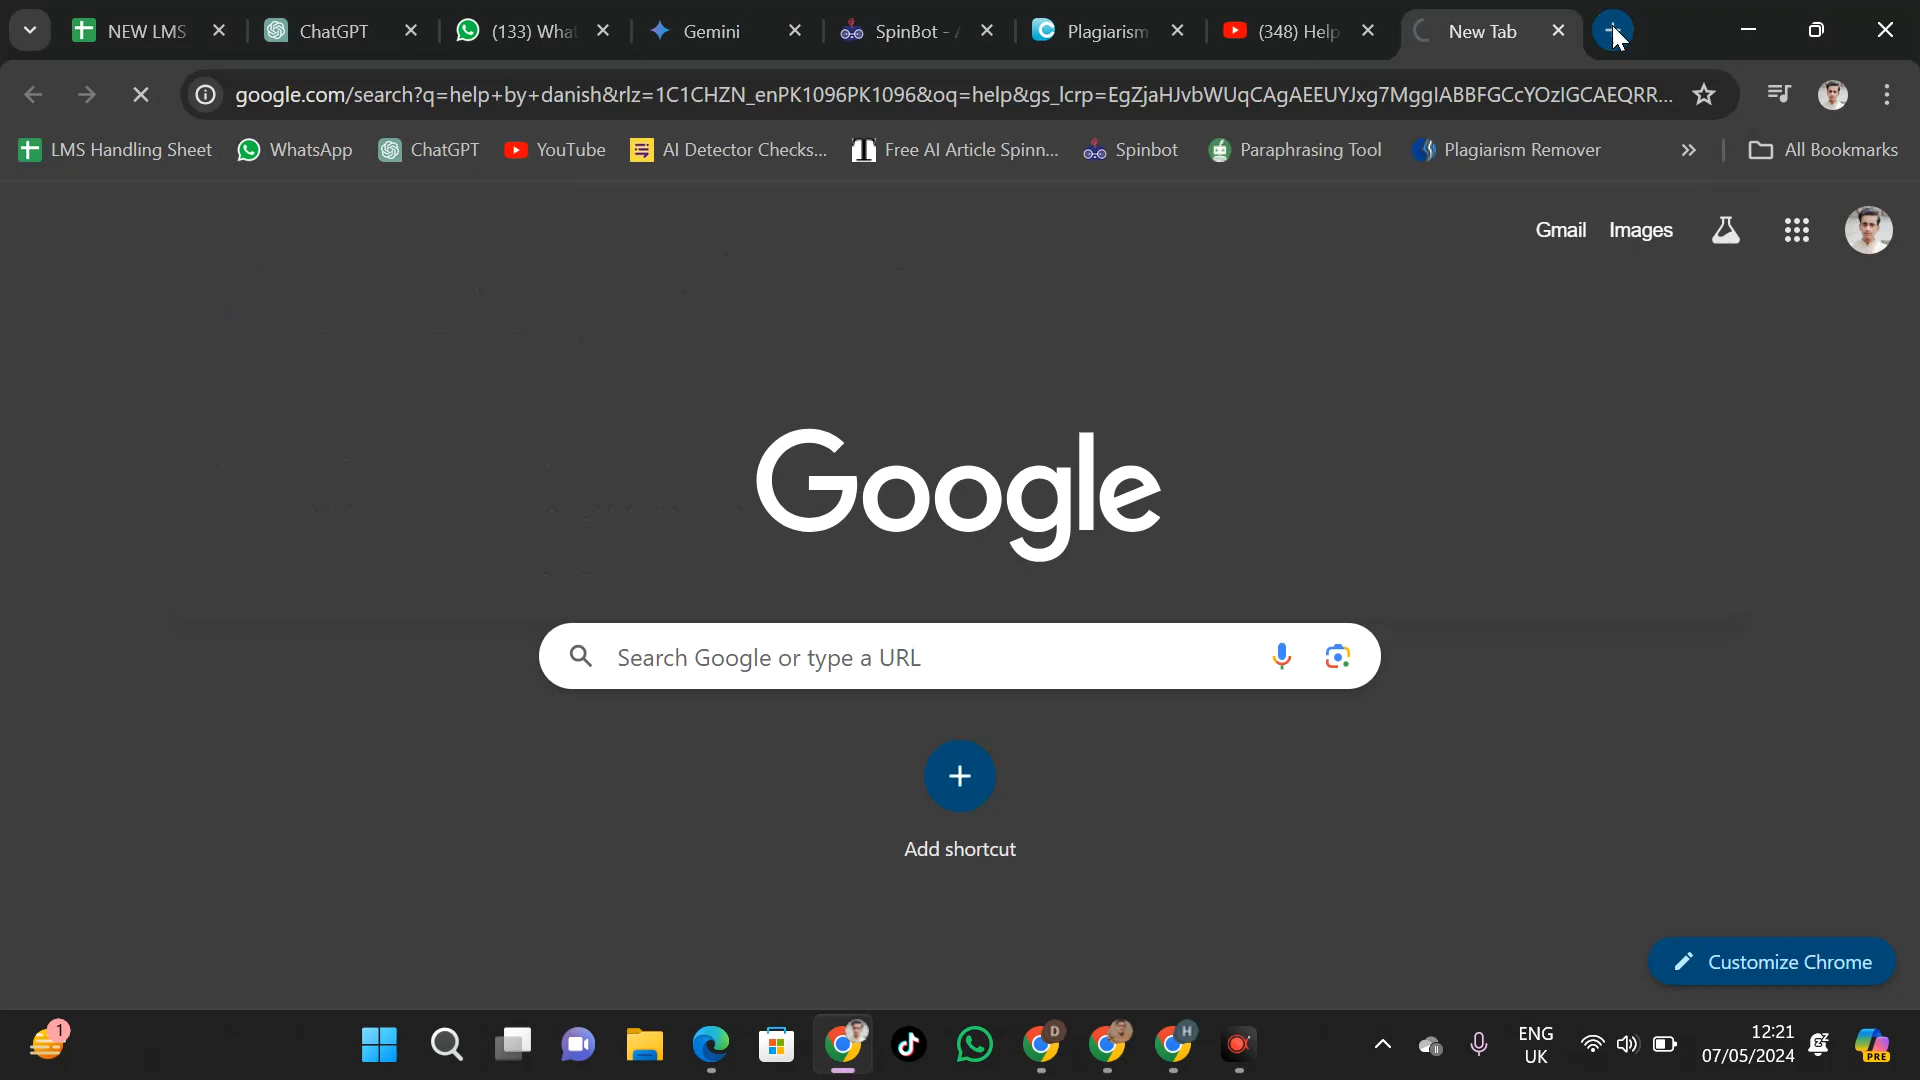 NEW LMS
ChatGPT
(133) Wha
Gemini
SpinBot - A
Plagiarism
(348) Help
New Tab
google.com/search?q=help+by+danish&rlz=1C1CHZN_enPK1096PK1096&oq=help&gs_lcrp=EgZjaHJvbWUqCAgAEEUYJxg7MggIABBFGCcYOzIGCAEQRR...
LMS Handling Sheet
WhatsApp
ChatGPT
YouTube
AI Detector Checks...
Free AI Article Spinn...
Spinbot
Paraphrasing Tool
Plagiarism Remover
»
All Bookmarks
Gmail
Images
Google
Search Google or type a URL
Add shortcut
Customize Chrome
1
D
H
ENG
UK
12:21
07/05/2024
PRE